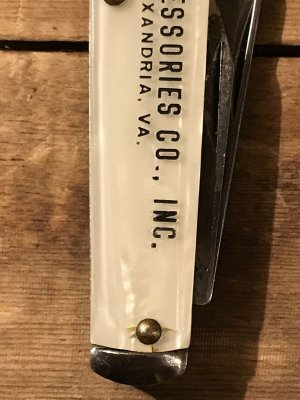 ESSORIES CO., INC.
XANDRIA, VA.